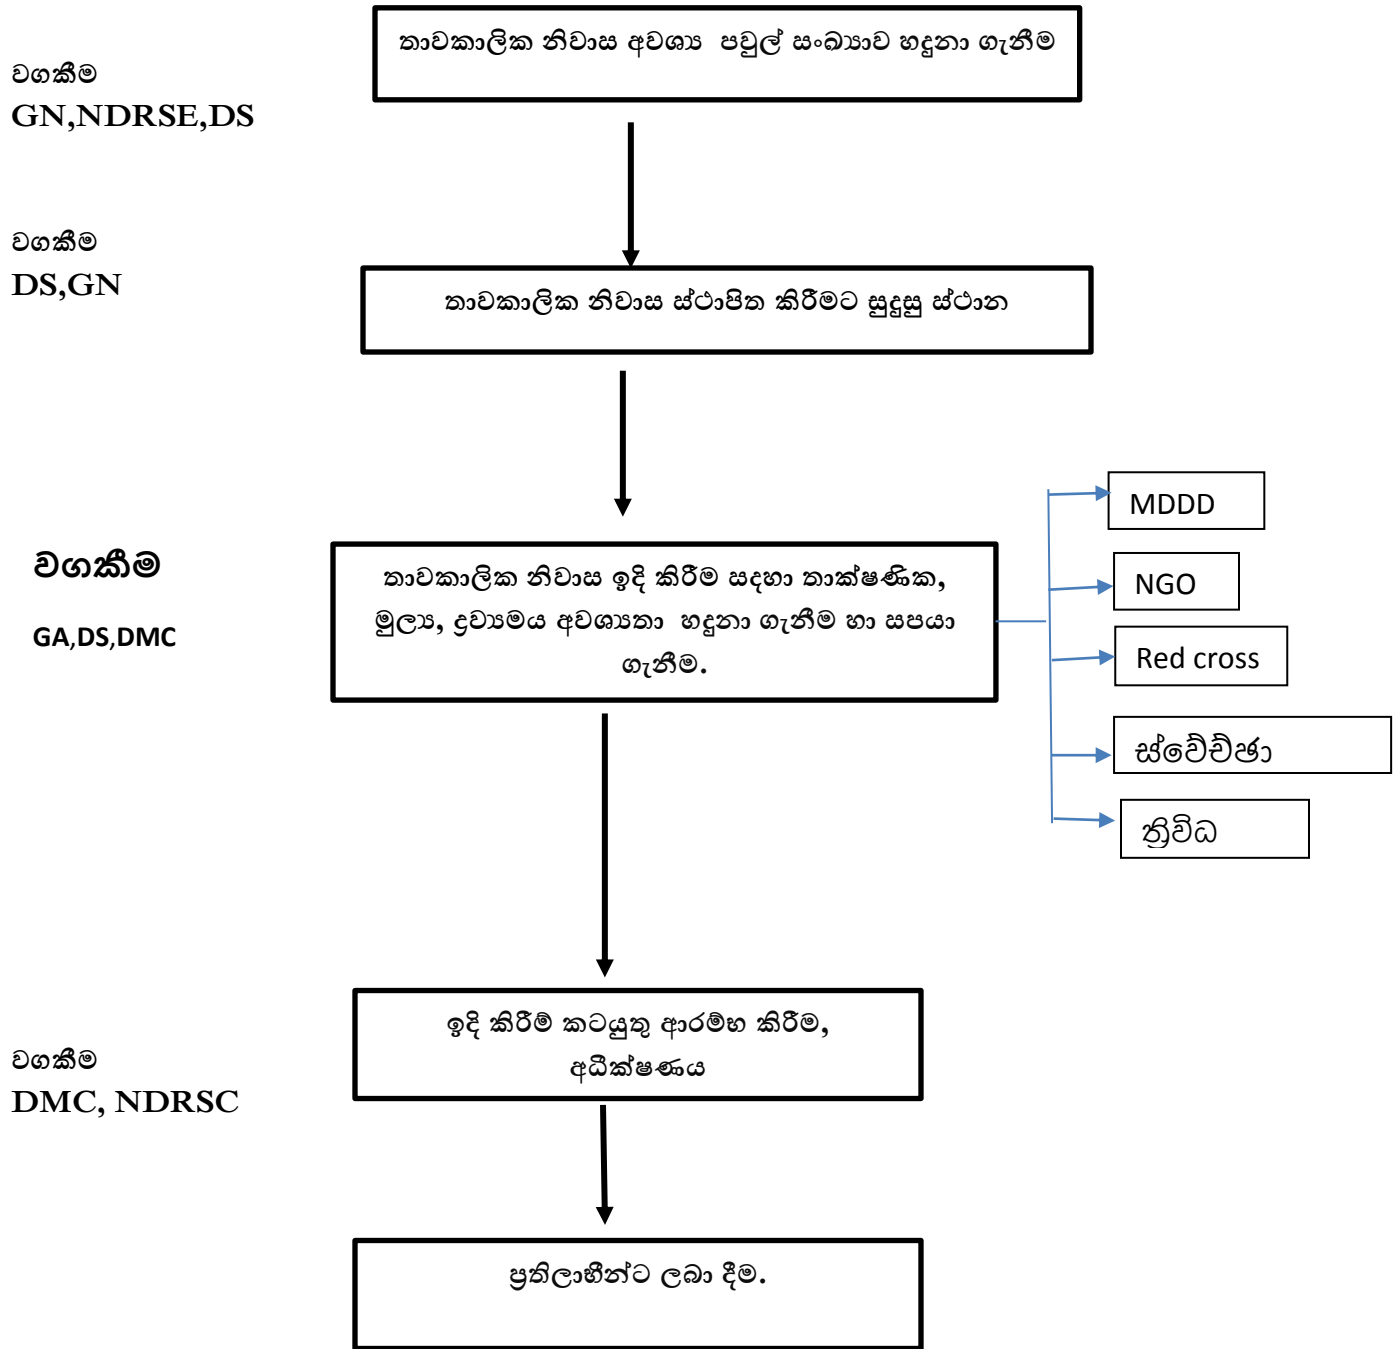 තාවකාලික නිවාස අවශ්‍ය  පවුල් සංඛ්‍යාව හදුනා ගැනීම
වගකීම
GN,NDRSE,DS
වගකීම
DS,GN
තාවකාලික නිවාස ස්ථාපිත කිරීමට සුදුසු ස්ථාන
වගකීම
GA,DS,DMC
තාවකාලික නිවාස ඉදි කිරීම සදහා තාක්ෂණික,
මුල්‍ය, ද්‍රව්‍යමය අවශ්‍යතා  හදුනා ගැනීම හා සපයා
ගැනීම.
MDDD
NGO
Red cross
ස්වේච්ඡා
ත්‍රිවිධ
ඉදි කිරීම් කටයුතු ආරම්භ කිරීම,
අධීක්ෂණය
වගකීම
DMC, NDRSC
ප්‍රතිලාභීන්ට ලබා දීම.